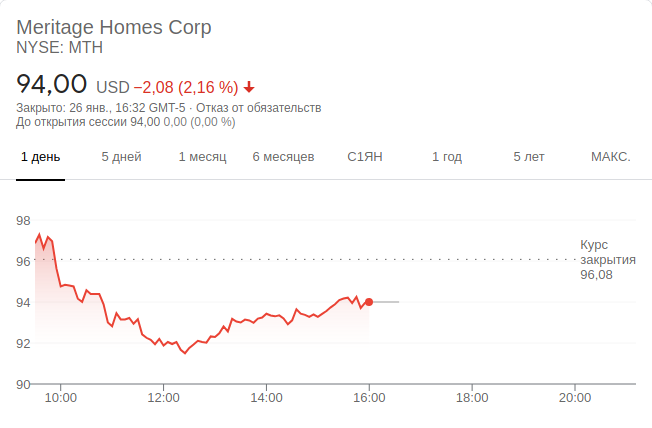 Meritage Homes Corp
NYSE: MTH
94,00 USD −2,08 (2,16 %)
Закрыто: 26 янв., 16:32 GMT-5 · Отказ от обязательств
До открытия сессии 94,00 0,00 (0,00 %)
1 день 5 дней 1 месяц 6 месяцев С1ЯН 1 год 5 лет МАКС.
98
Курс
96 закрытия
96,08
94
92
90
10:00 12:00 14:00 16:00 18:00 20:00